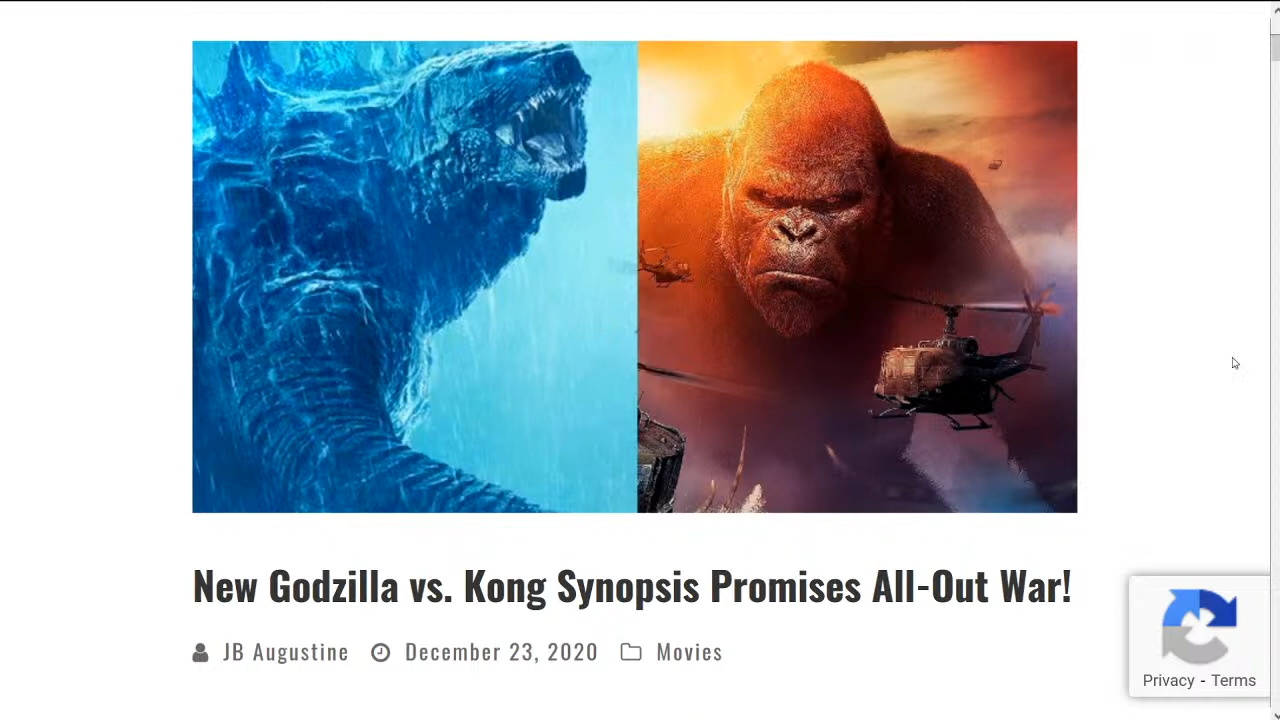 New Godzilla vs. Kong Synopsis Promises All-Out War!
JB Augustine December 23, 2020 Movies
Privacy - Terms